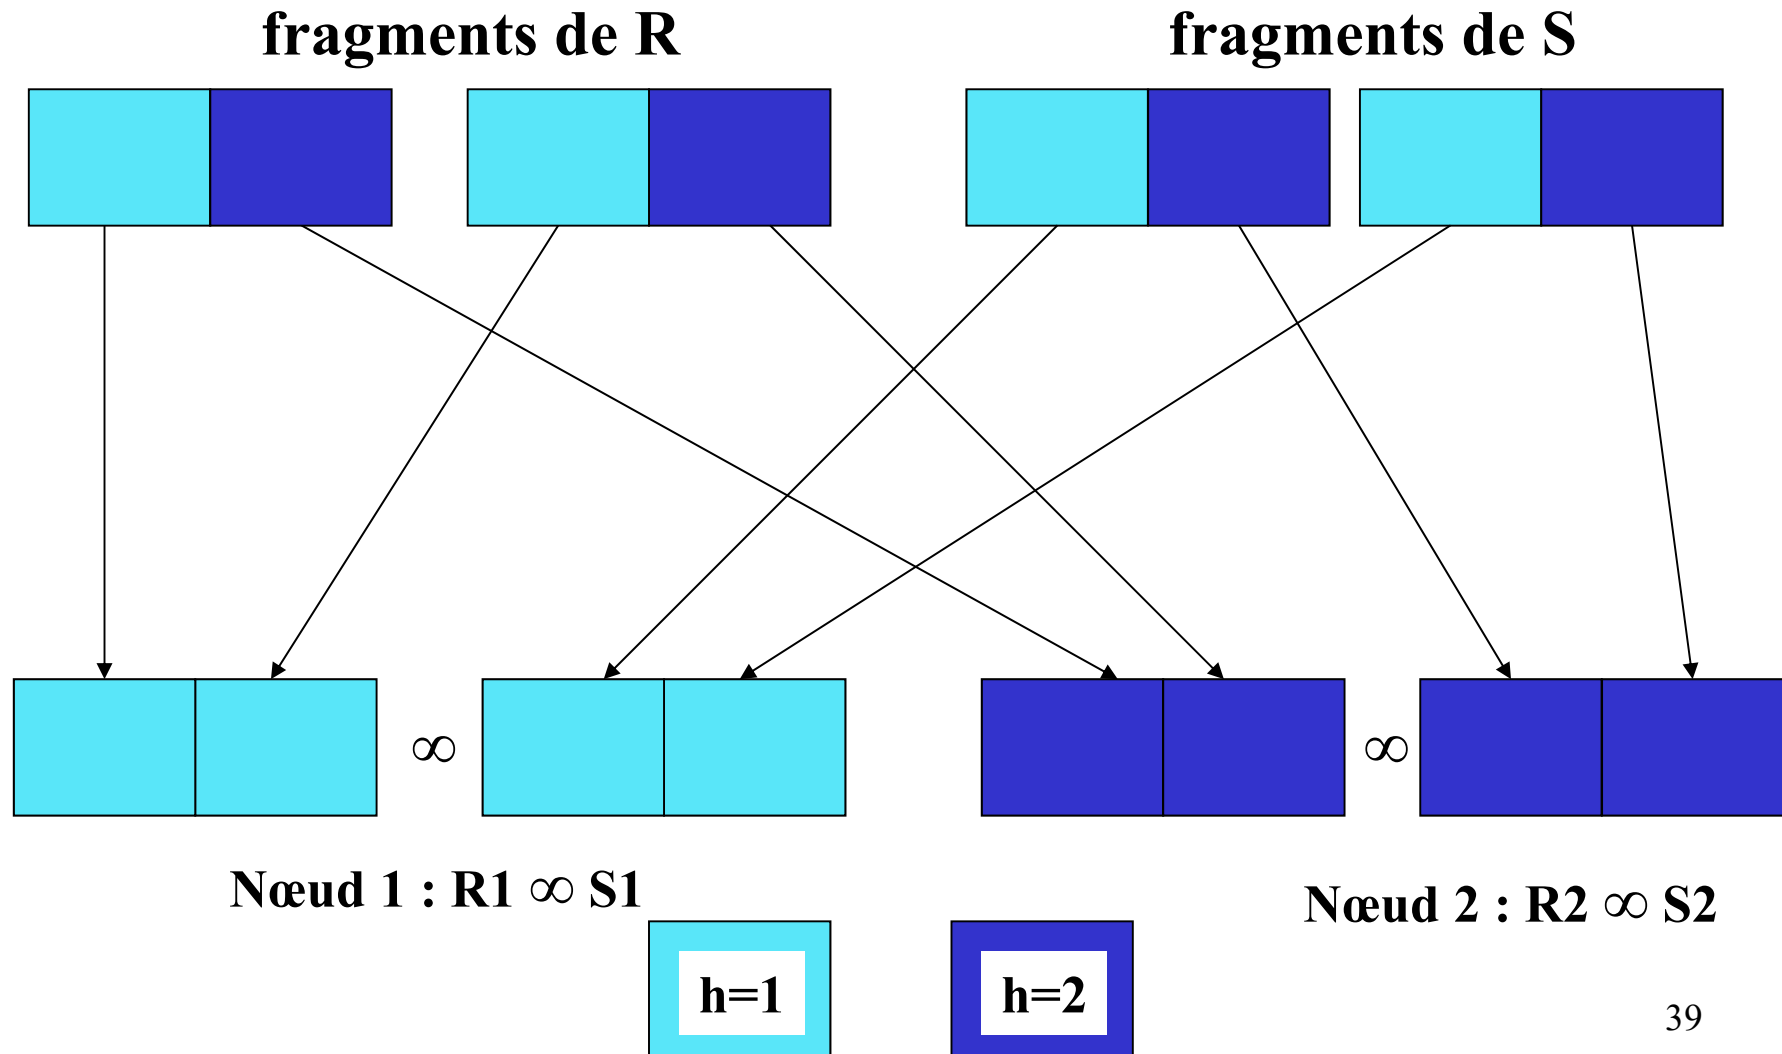 fragments de R
fragments de S
∞
∞
Nœud 1 : R1 ∞ S1
Nœud 2 : R2 ∞ S2
h=1
h=2
39